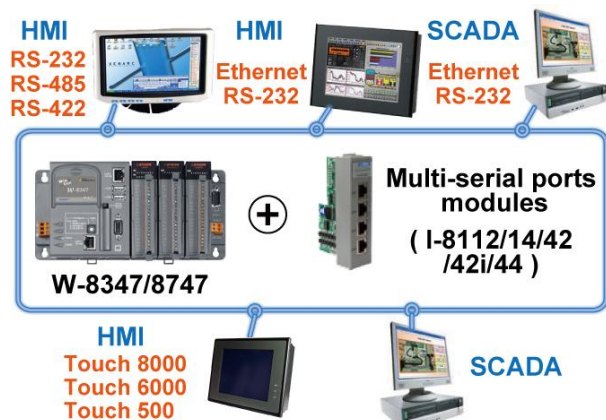 HMI
RS-232
RS-485
RS-422
HMI
Ethernet
RS-232
SCADA
Ethernet
RS-232
W-8347
W-8347/8747
Multi-serial ports
modules
( I-8112/14/42
/42i/44 )
HMI
Touch 8000
Touch 6000
Touch 500
SCADA